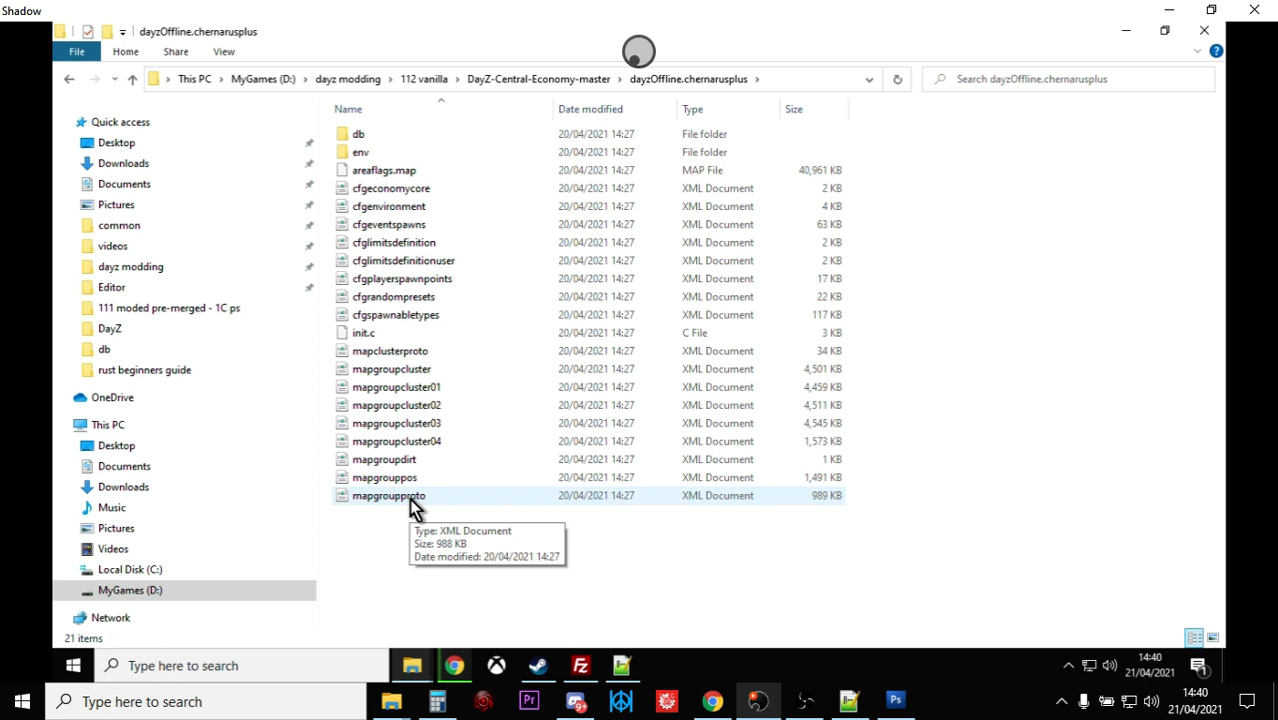 Shadow
dayzOffline.chernarusplus
File Home Share View
This PC MyGames (D:) dayz modding 112 vanilla DayZ-Central-Economy-master dayzOffline.chernarusplus
Search dayzOffline.chernarusplus
Name Date modified Type Size
Quick access
Desktop
Downloads
Documents
Pictures
common
videos
dayz modding
Editor
111 moded pre-merged - 1C ps
DayZ
db
rust beginners guide
OneDrive
This PC
Desktop
Documents
Downloads
Music
Pictures
Videos
Local Disk (C:)
MyGames (D:)
Network
db 20/04/2021 14:27 File folder
env 20/04/2021 14:27 File folder
areaflags.map 20/04/2021 14:27 MAP File 40,961 KB
cfgeconomycore 20/04/2021 14:27 XML Document 2 KB
cfgenvironment 20/04/2021 14:27 XML Document 4 KB
cfgeventspawns 20/04/2021 14:27 XML Document 63 KB
cfglimitsdefinition 20/04/2021 14:27 XML Document 2 KB
cfglimitsdefinitionuser 20/04/2021 14:27 XML Document 2 KB
cfgplayerspawnpoints 20/04/2021 14:27 XML Document 17 KB
cfgrandompresets 20/04/2021 14:27 XML Document 22 KB
cfgspawnabletypes 20/04/2021 14:27 XML Document 117 KB
init.c 20/04/2021 14:27 C File 3 KB
mapclusterproto 20/04/2021 14:27 XML Document 34 KB
mapgroupcluster 20/04/2021 14:27 XML Document 4,501 KB
mapgroupcluster01 20/04/2021 14:27 XML Document 4,459 KB
mapgroupcluster02 20/04/2021 14:27 XML Document 4,511 KB
mapgroupcluster03 20/04/2021 14:27 XML Document 4,545 KB
mapgroupcluster04 20/04/2021 14:27 XML Document 1,573 KB
mapgroupdirt 20/04/2021 14:27 XML Document 1 KB
mapgrouppos 20/04/2021 14:27 XML Document 1,491 KB
mapgroupproto 20/04/2021 14:27 XML Document 989 KB
Type: XML Document
Size: 988 KB
Date modified: 20/04/2021 14:27
21 items
Type here to search
14:40
21/04/2021
Type here to search
14:40
21/04/2021